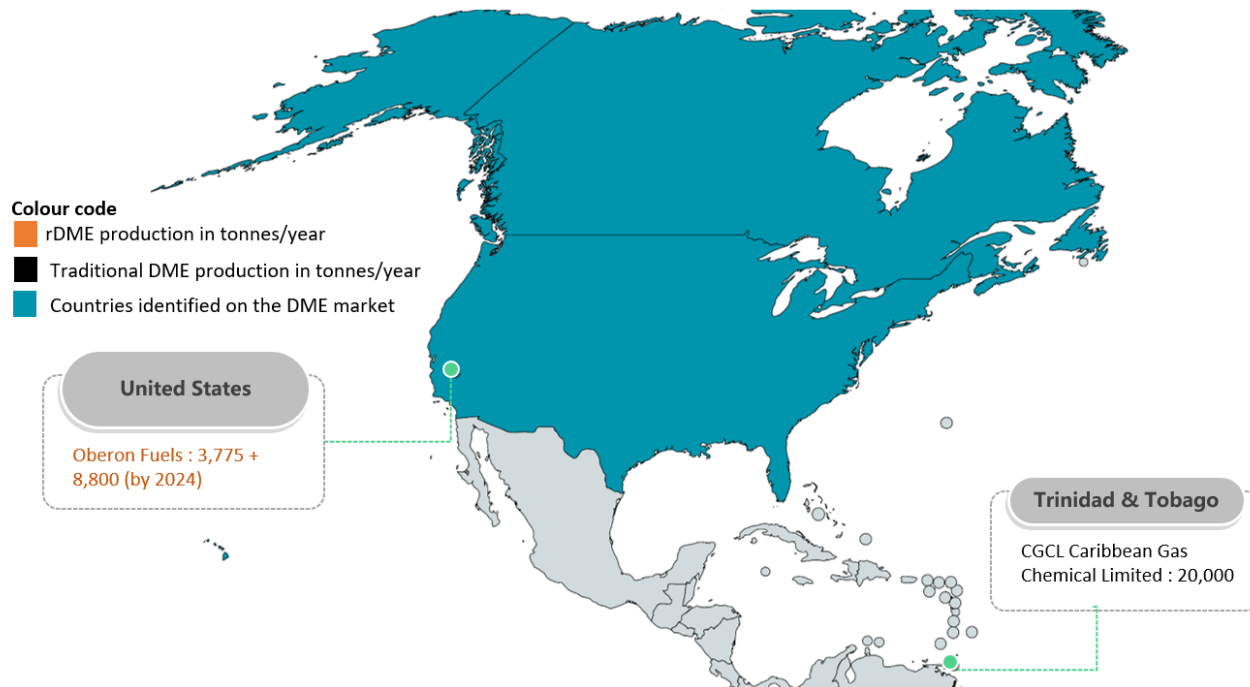 Colour code
rDME production in tonnes/year
Traditional DME production in tonnes/year
Countries identified on the DME market
United States
Oberon Fuels : 3,775 +
8,800 (by 2024)
Trinidad & Tobago
CGCL Caribbean Gas
Chemical Limited : 20,000